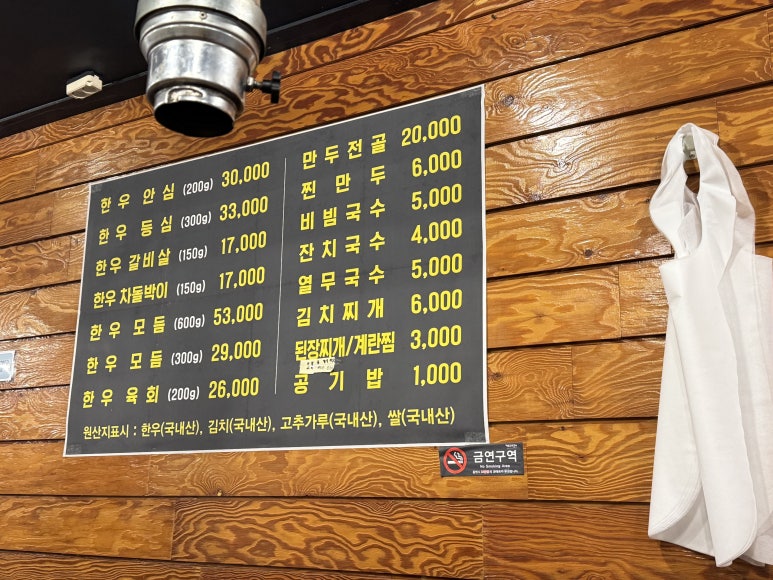 한우 안심 (200g) 30,000
한우 등심 (300g) 33,000
한우 갈비살 (150g) 17,000
한우 차돌박이 (150g) 17,000
한우 모듬 (600g) 53,000
한우 모듬 (300g) 29,000
한우 육회 (200g) 26,000
만두전골 20,000
찐만두 6,000
비빔국수 5,000
잔치국수 4,000
열무국수 5,000
김치찌개 6,000
된장찌개/계란찜 3,000
공기밥 1,000
원산지표시 : 한우(국내산), 김치(국내산), 고추가루(국내산), 쌀(국내산)
금연구역
No Smoking Area